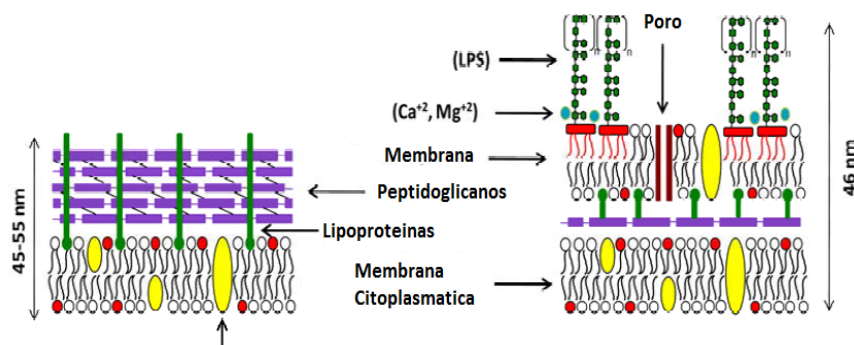 Poro
(LPS)
n
n
n
n
(Ca+2, Mg+2)
Membrana
Peptidoglicanos
Lipoproteinas
Membrana
Citoplasmatica
45-55 nm
46 nm